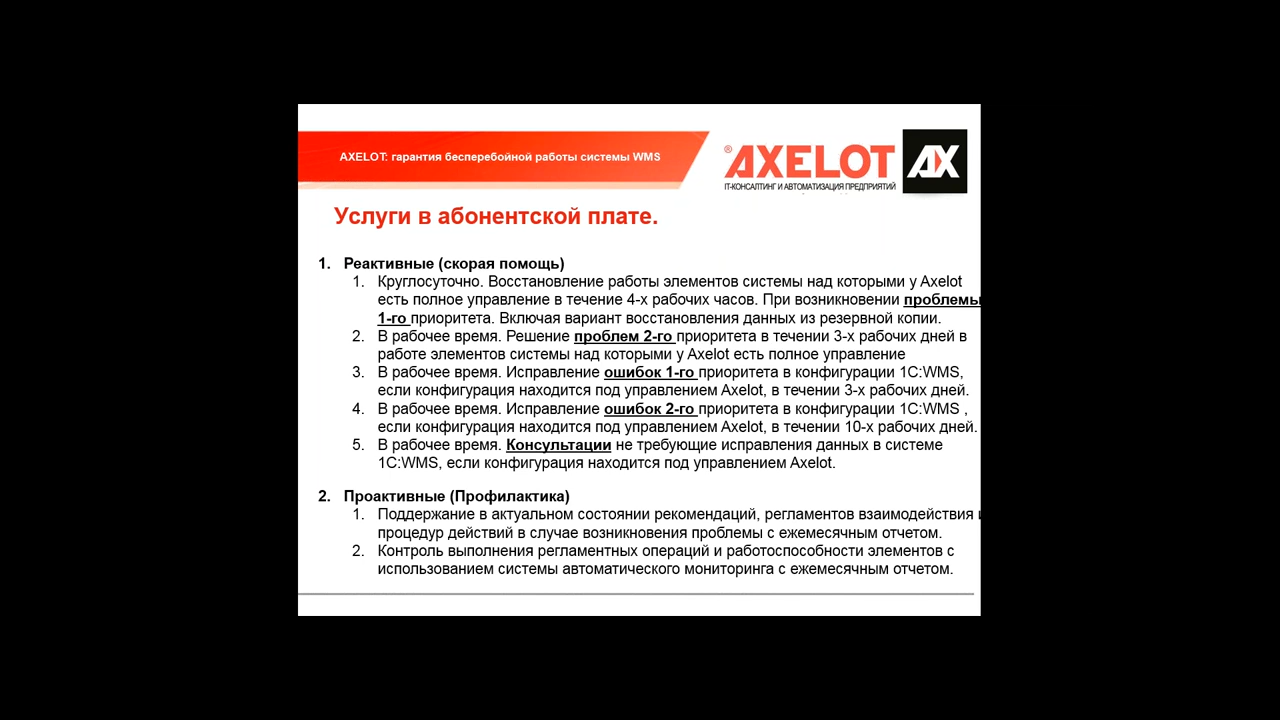 AXELOT: гарантия бесперебойной работы системы WMS
® AXELOT AX
IT-КОНСАЛТИНГ И АВТОМАТИЗАЦИЯ ПРЕДПРИЯТИЙ
Услуги в абонентской плате.
1. Реактивные (скорая помощь)
1. Круглосуточно. Восстановление работы элементов системы над которыми у Axelot
есть полное управление в течение 4-х рабочих часов. При возникновении проблемы
1-го приоритета. Включая вариант восстановления данных из резервной копии.
2. В рабочее время. Решение проблем 2-го приоритета в течении 3-х рабочих дней в
работе элементов системы над которыми у Axelot есть полное управление
3. В рабочее время. Исправление ошибок 1-го приоритета в конфигурации 1С:WMS,
если конфигурация находится под управлением Axelot, в течении 3-х рабочих дней.
4. В рабочее время. Исправление ошибок 2-го приоритета в конфигурации 1С:WMS ,
если конфигурация находится под управлением Axelot, в течении 10-х рабочих дней.
5. В рабочее время. Консультации не требующие исправления данных в системе
1С:WMS, если конфигурация находится под управлением Axelot.
2. Проактивные (Профилактика)
1. Поддержание в актуальном состоянии рекомендаций, регламентов взаимодействия и
процедур действий в случае возникновения проблемы с ежемесячным отчетом.
2. Контроль выполнения регламентных операций и работоспособности элементов с
использованием системы автоматического мониторинга с ежемесячным отчетом.